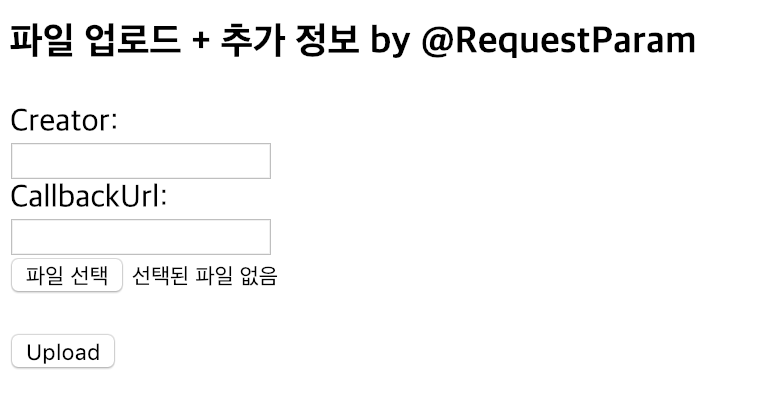 파일 업로드 + 추가 정보 by @RequestParam
Creator:
CallbackUrl:
파일 선택 선택된 파일 없음
Upload